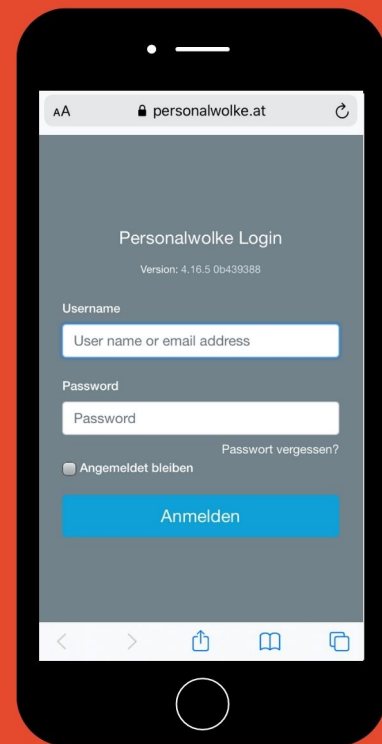 AA personalwolke.at
Personalwolke Login
Version: 4.16.5 0b439388
Username
User name or email address
Password
Password
Passwort vergessen?
Angemeldet bleiben
Anmelden